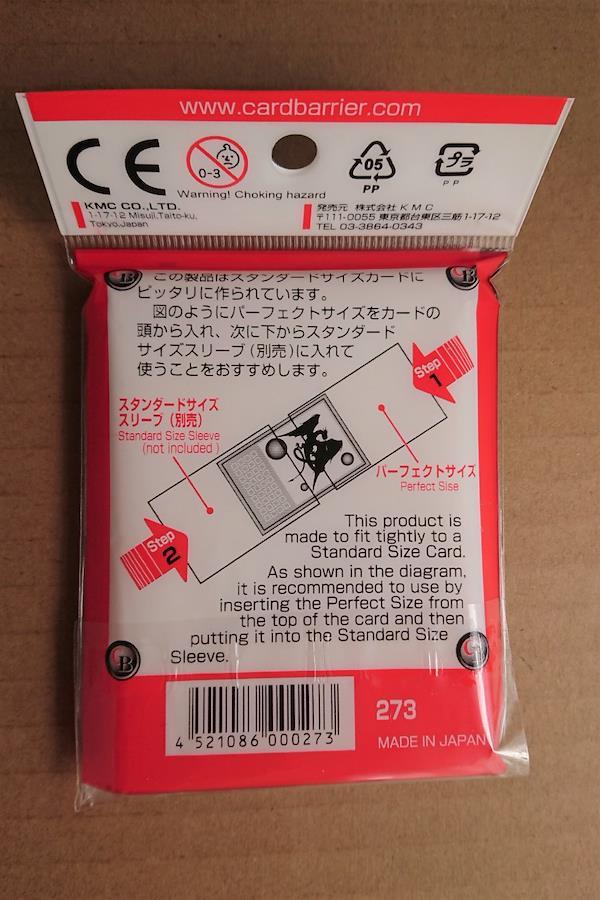 www.cardbarrier.com
CE
0-3
Warning! Choking hazard
05
PP
プラ
PP
KMC CO.,LTD.
1-17-12 Misuji,Taito-ku,
Tokyo,Japan
発売元 株式会社 KMC
〒111-0055 東京都台東区三筋1-17-12
TEL 03-3864-0343
この製品はスタンダードサイズカードに
ピッタリに作られています。
図のようにパーフェクトサイズをカードの
頭から入れ、次に下からスタンダード
サイズスリーブ(別売)に入れて
使うことをおすすめします。
Step 1
スタンダードサイズ
スリーブ(別売)
Standard Size Sleeve
(not included )
パーフェクトサイズ
Perfect Sise
Step 2
This product is
made to fit tightly to a
Standard Size Card.
As shown in the diagram,
it is recommended to use by
inserting the Perfect Size from
the top of the card and then
putting it into the Standard Size
Sleeve.
4 521086 000273
273
MADE IN JAPAN